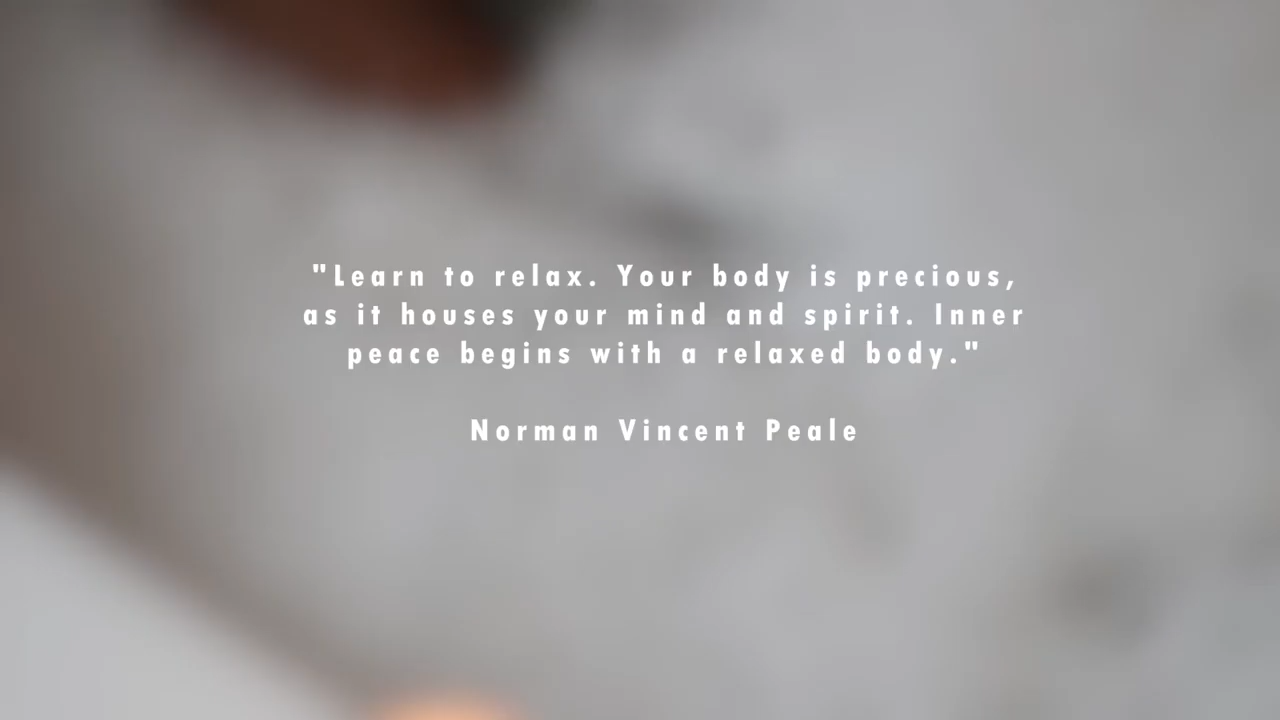 "Learn to relax. Your body is precious,
as it houses your mind and spirit. Inner
peace begins with a relaxed body."
Norman Vincent Peale